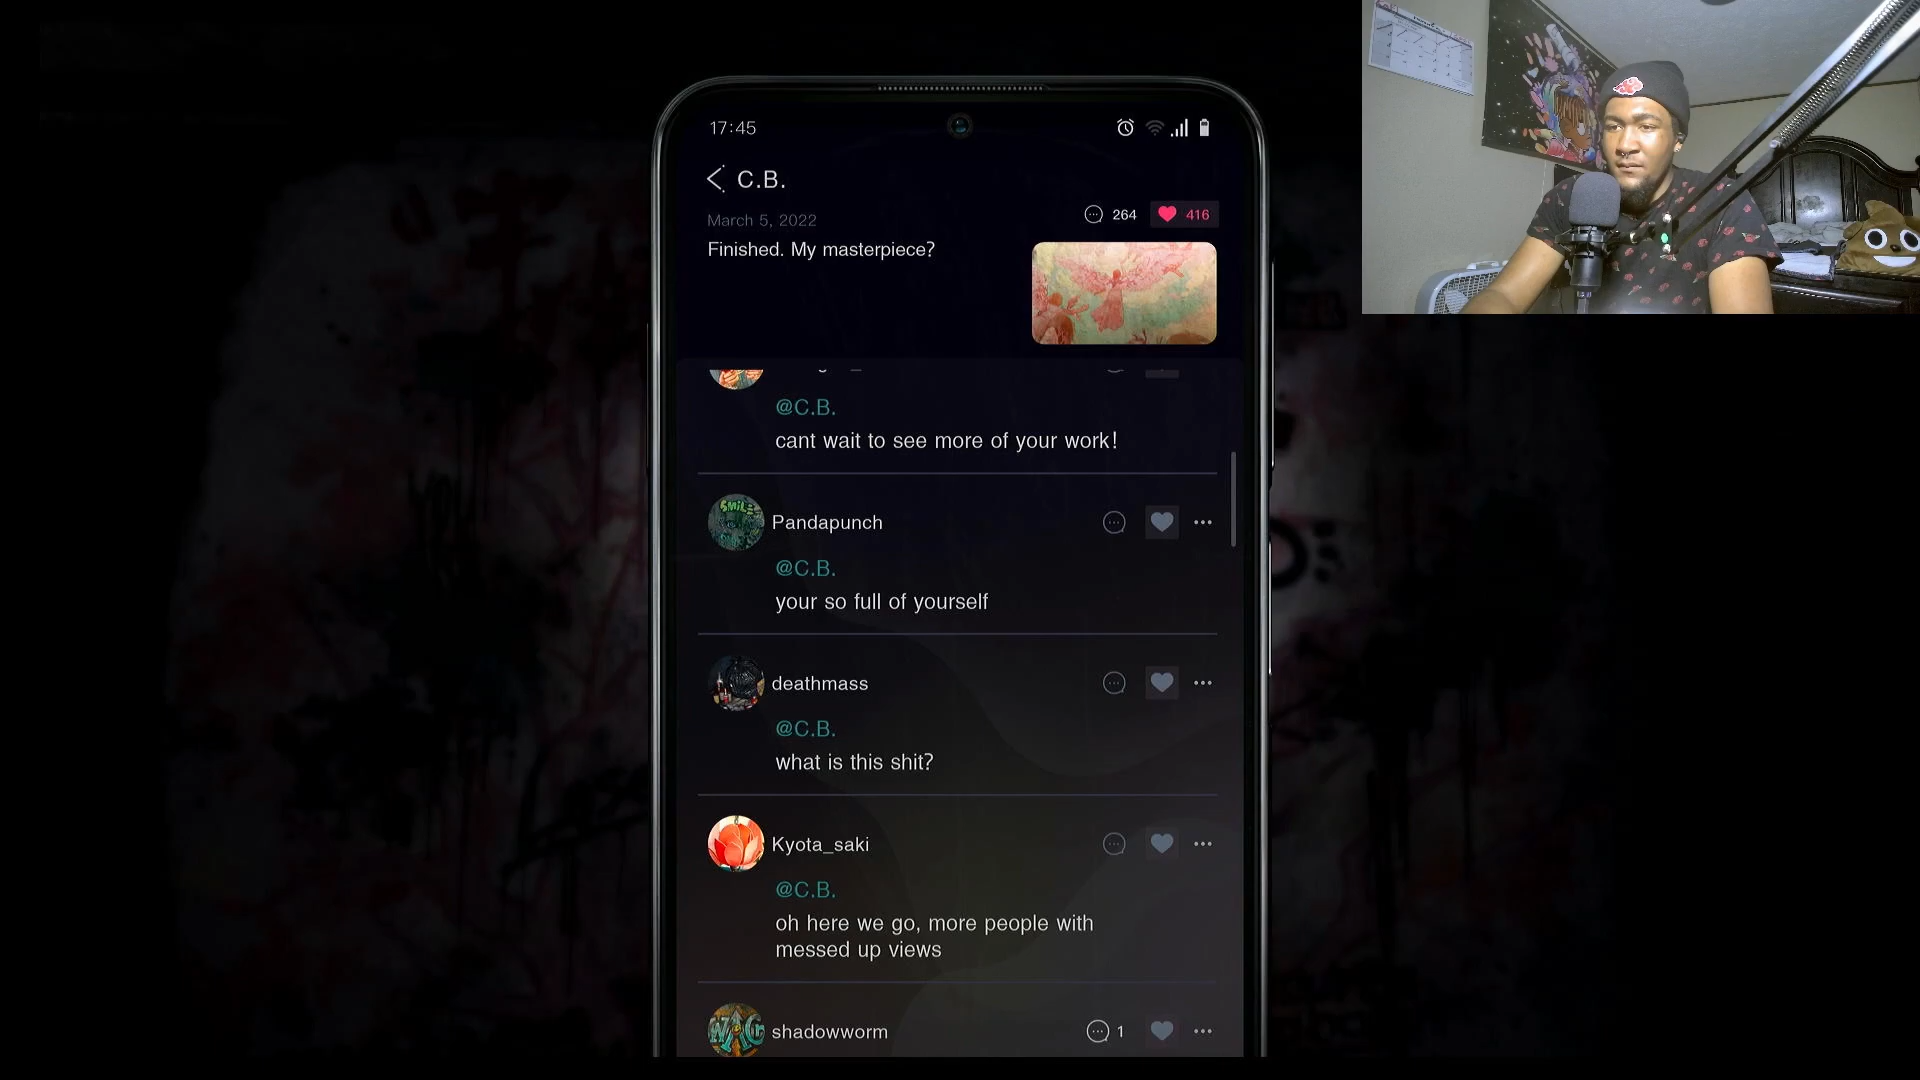 17:45
C.B.
March 5, 2022
264
416
Finished. My masterpiece?
@C.B.
cant wait to see more of your work!
Pandapunch
@C.B.
your so full of yourself
deathmass
@C.B.
what is this shit?
Kyota_saki
@C.B.
oh here we go, more people with
messed up views
shadowworm
1